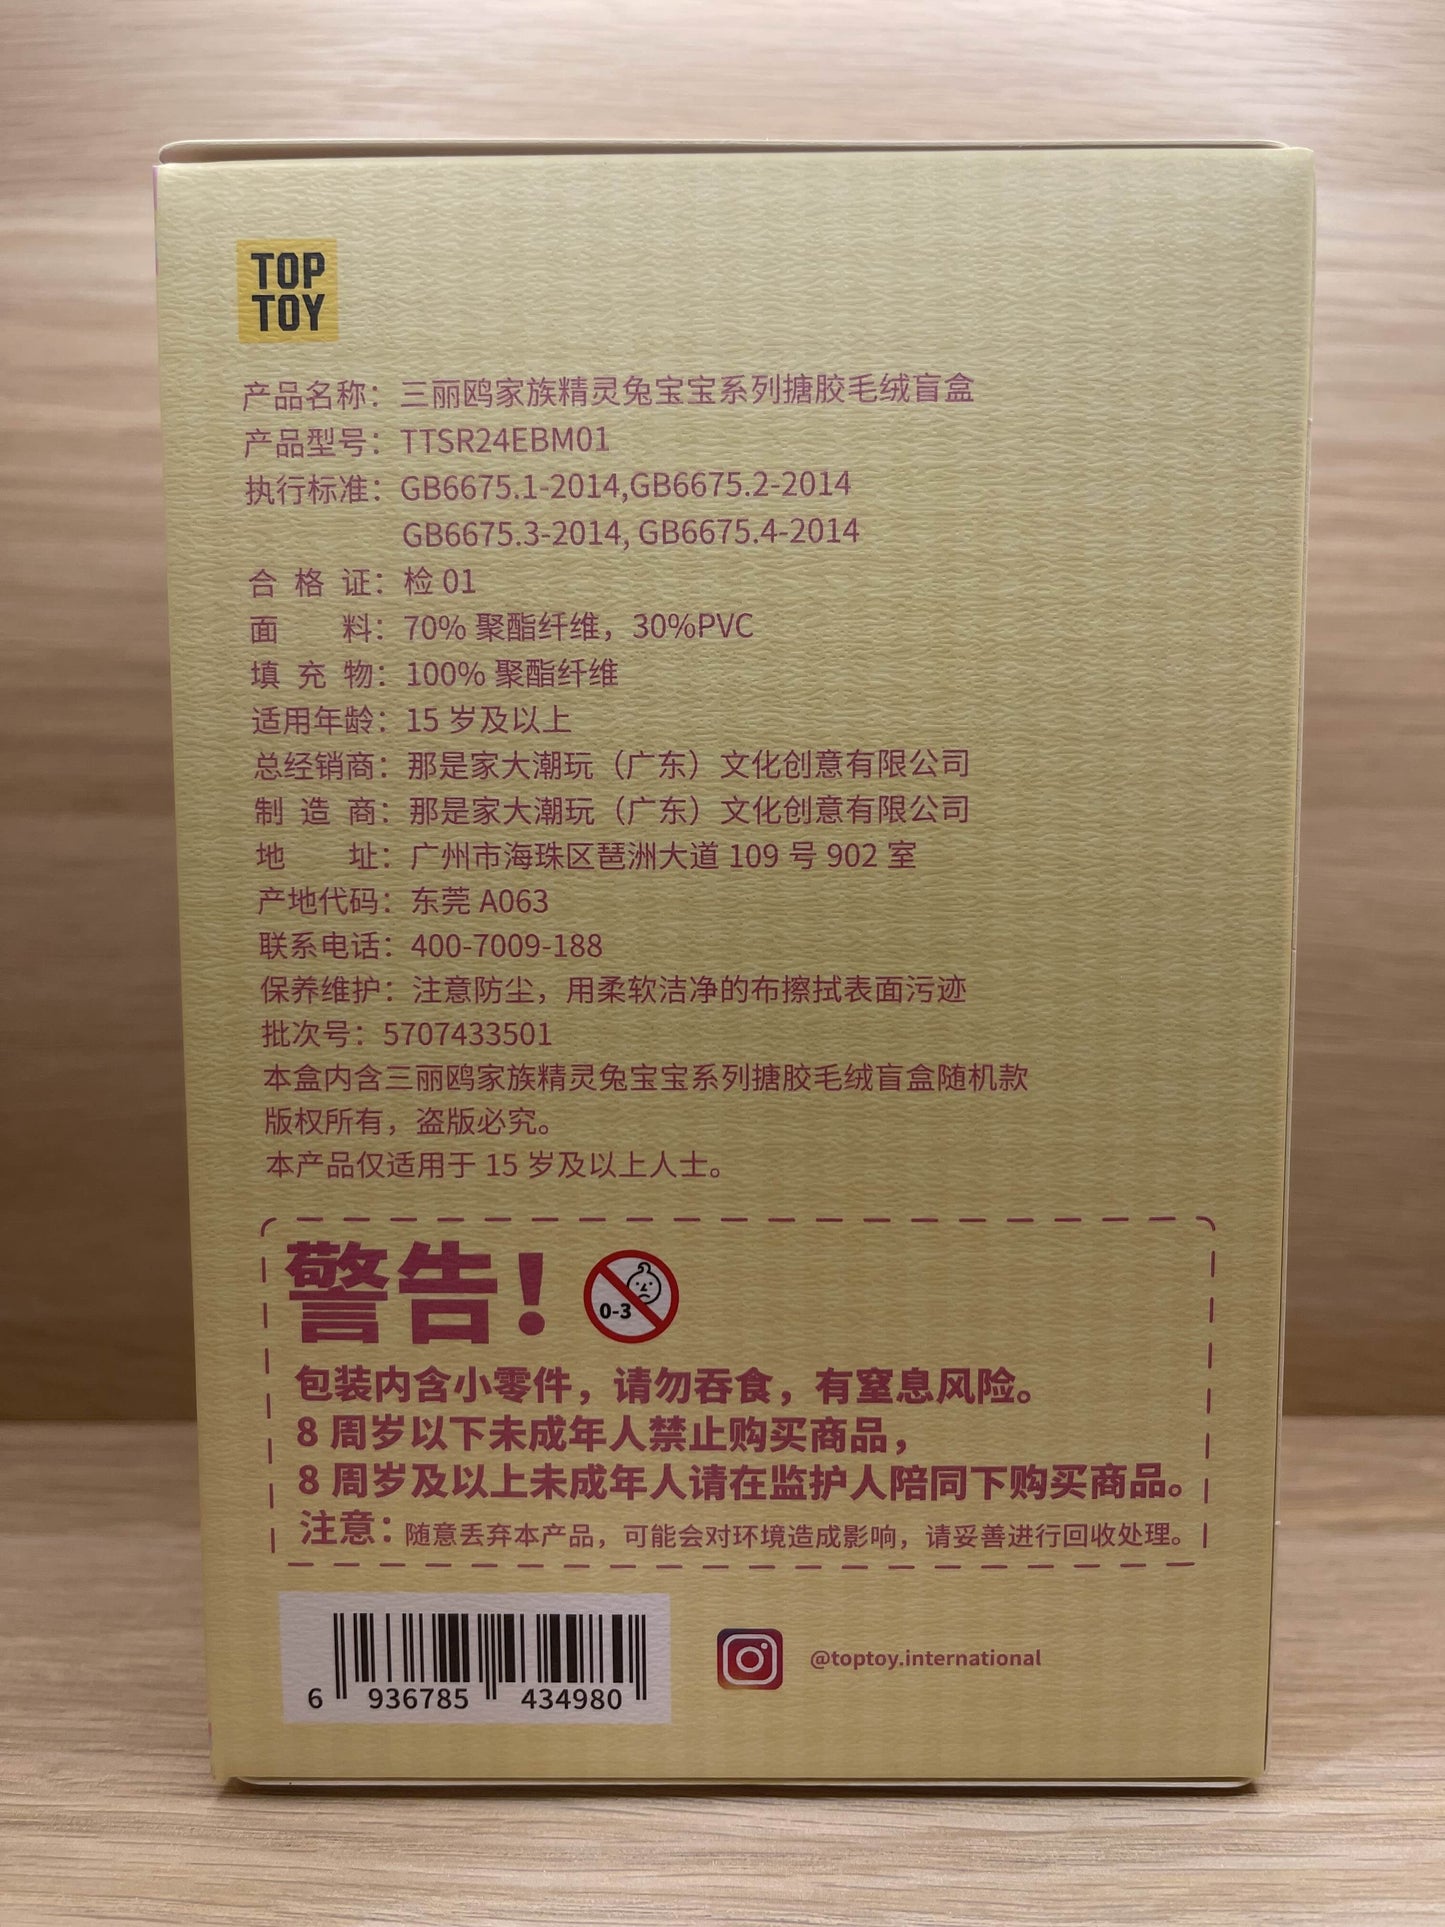 TOP
TOY
产品名称：三丽鸥家族精灵兔宝宝系列搪胶毛绒盲盒
产品型号：TTSR24EBM01
执行标准：GB6675.1-2014,GB6675.2-2014
GB6675.3-2014, GB6675.4-2014
合格证：检 01
面料：70% 聚酯纤维，30%PVC
填充物：100% 聚酯纤维
适用年龄：15 岁及以上
总经销商：那是家大潮玩（广东）文化创意有限公司
制造商：那是家大潮玩（广东）文化创意有限公司
地址：广州市海珠区琶洲大道 109 号 902 室
产地代码：东莞 A063
联系电话：400-7009-188
保养维护：注意防尘，用柔软洁净的布擦拭表面污迹
批次号：5707433501
本盒内含三丽鸥家族精灵兔宝宝系列搪胶毛绒盲盒随机款
版权所有，盗版必究。
本产品仅适用于 15 岁及以上人士。
警告！
0-3
包装内含小零件，请勿吞食，有窒息风险。
8 周岁以下未成年人禁止购买商品，
8 周岁及以上未成年人请在监护人陪同下购买商品。
注意：随意丢弃本产品，可能会对环境造成影响，请妥善进行回收处理。
6 936785 434980
@toptoy.international